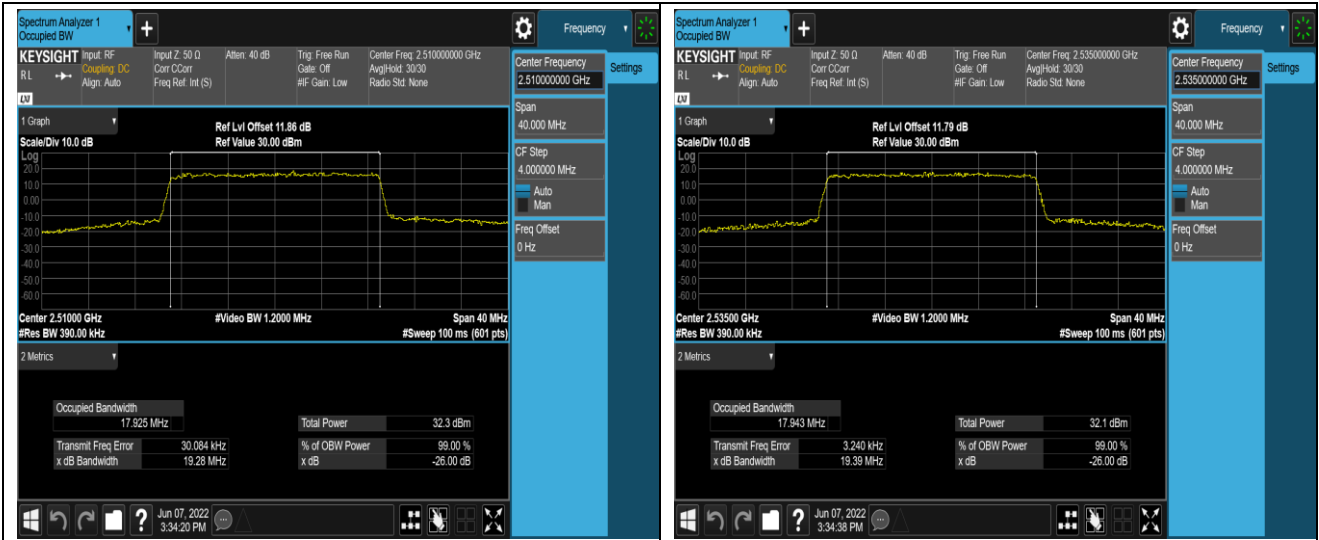 Spectrum Analyzer 1
Occupied BW
+
Frequency
KEYSIGHT
RL
LXI
Input: RF
Coupling: DC
Align: Auto
Input Z: 50 Ω
Corr CCorr
Freq Ref: Int (S)
Atten: 40 dB
Trig: Free Run
Gate: Off
#IF Gain: Low
Center Freq: 2.510000000 GHz
Avg|Hold: 30/30
Radio Std: None
Center Frequency
2.510000000 GHz
Settings
Span
40.000 MHz
CF Step
4.000000 MHz
Auto
Man
Freq Offset
0 Hz
1 Graph
Scale/Div 10.0 dB
Ref Lvl Offset 11.86 dB
Ref Value 30.00 dBm
Log
20.0
10.0
0.00
-10.0
-20.0
-30.0
-40.0
-50.0
-60.0
Center 2.51000 GHz
#Video BW 1.2000 MHz
Span 40 MHz
#Res BW 390.00 kHz
#Sweep 100 ms (601 pts)
2 Metrics
Occupied Bandwidth
17.925 MHz
Total Power 32.3 dBm
Transmit Freq Error 30.084 kHz
% of OBW Power 99.00 %
x dB Bandwidth 19.28 MHz
x dB -26.00 dB
?
Jun 07, 2022
3:34:20 PM
Spectrum Analyzer 1
Occupied BW
+
Frequency
KEYSIGHT
RL
LXI
Input: RF
Coupling: DC
Align: Auto
Input Z: 50 Ω
Corr CCorr
Freq Ref: Int (S)
Atten: 40 dB
Trig: Free Run
Gate: Off
#IF Gain: Low
Center Freq: 2.535000000 GHz
Avg|Hold: 30/30
Radio Std: None
Center Frequency
2.535000000 GHz
Settings
Span
40.000 MHz
CF Step
4.000000 MHz
Auto
Man
Freq Offset
0 Hz
1 Graph
Scale/Div 10.0 dB
Ref Lvl Offset 11.79 dB
Ref Value 30.00 dBm
Log
20.0
10.0
0.00
-10.0
-20.0
-30.0
-40.0
-50.0
-60.0
Center 2.53500 GHz
#Video BW 1.2000 MHz
Span 40 MHz
#Res BW 390.00 kHz
#Sweep 100 ms (601 pts)
2 Metrics
Occupied Bandwidth
17.943 MHz
Total Power 32.1 dBm
Transmit Freq Error 3.240 kHz
% of OBW Power 99.00 %
x dB Bandwidth 19.39 MHz
x dB -26.00 dB
?
Jun 07, 2022
3:34:38 PM